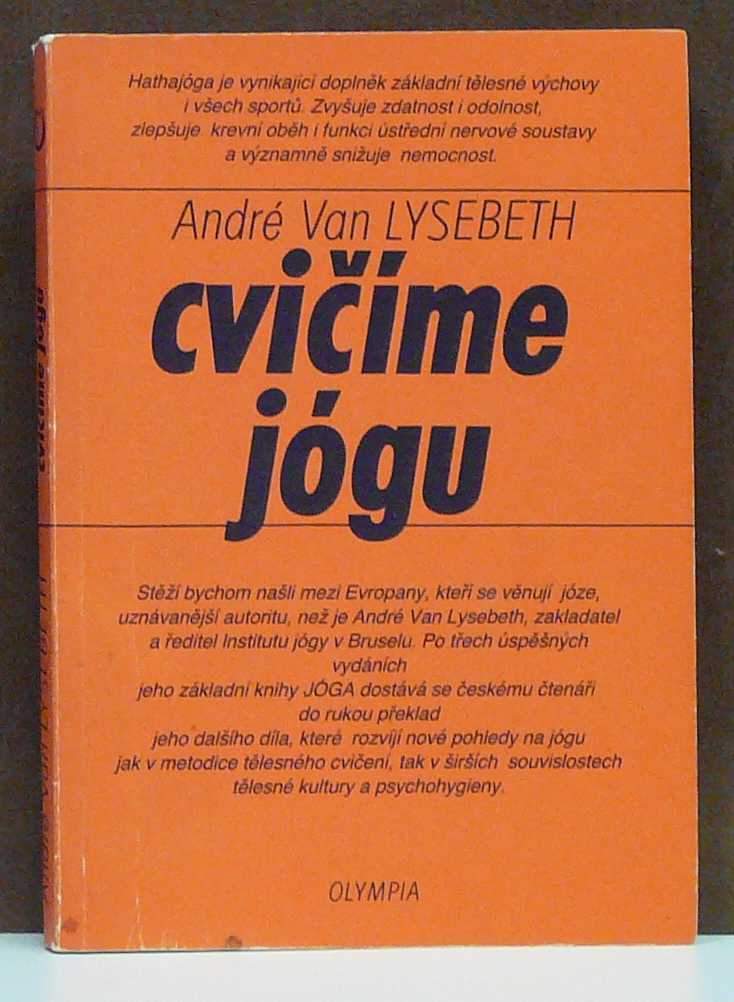 Hathajóga je vynikající doplněk základní tělesné výchovy
i všech sportů. Zvyšuje zdatnost i odolnost,
zlepšuje krevní oběh i funkci ústřední nervové soustavy
a významně snižuje nemocnost.
André Van LYSEBETH
cvičíme
jógu
Stěží bychom našli mezi Evropany, kteří se věnují józe,
uznávanější autoritu, než je André Van Lysebeth, zakladatel
a ředitel Institutu jógy v Bruselu. Po třech úspěšných
vydáních
jeho základní knihy JÓGA dostává se českému čtenáři
do rukou překlad
jeho dalšího díla, které rozvíjí nové pohledy na jógu
jak v metodice tělesného cvičení, tak v širších souvislostech
tělesné kultury a psychohygieny.
OLYMPIA
cvičíme jógu